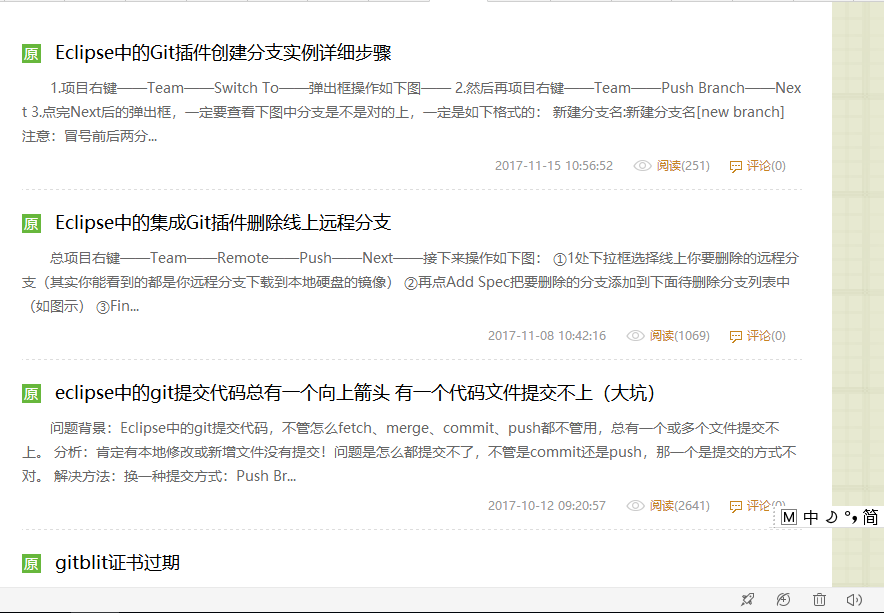 原 Eclipse中的Git插件创建分支实例详细步骤
1.项目右键——Team——Switch To——弹出框操作如下图—— 2.然后再项目右键——Team——Push Branch——Nex
t 3.点完Next后的弹出框，一定要查看下图中分支是不是对的上，一定是如下格式的： 新建分支名:新建分支名[new branch]
注意：冒号前后两分...
2017-11-15 10:56:52 阅读(251) 评论(0)
原 Eclipse中的集成Git插件删除线上远程分支
总项目右键——Team——Remote——Push——Next——接下来操作如下图： ①1处下拉框选择线上你要删除的远程分
支（其实你能看到的都是你远程分支下载到本地硬盘的镜像） ②再点Add Spec把要删除的分支添加到下面待删除分支列表中
（如图示） ③Fin...
2017-11-08 10:42:16 阅读(1069) 评论(0)
原 eclipse中的git提交代码总有一个向上箭头 有一个代码文件提交不上（大坑）
问题背景：Eclipse中的git提交代码，不管怎么fetch、merge、commit、push都不管用，总有一个或多个文件提交不
上。 分析：肯定有本地修改或新增文件没有提交！问题是怎么都提交不了，不管是commit还是push，那一个是提交的方式不
对。 解决方法：换一种提交方式：Push Br...
2017-10-12 09:20:57 阅读(2641) 评论(0)
M 中 简
原 gitblit证书过期